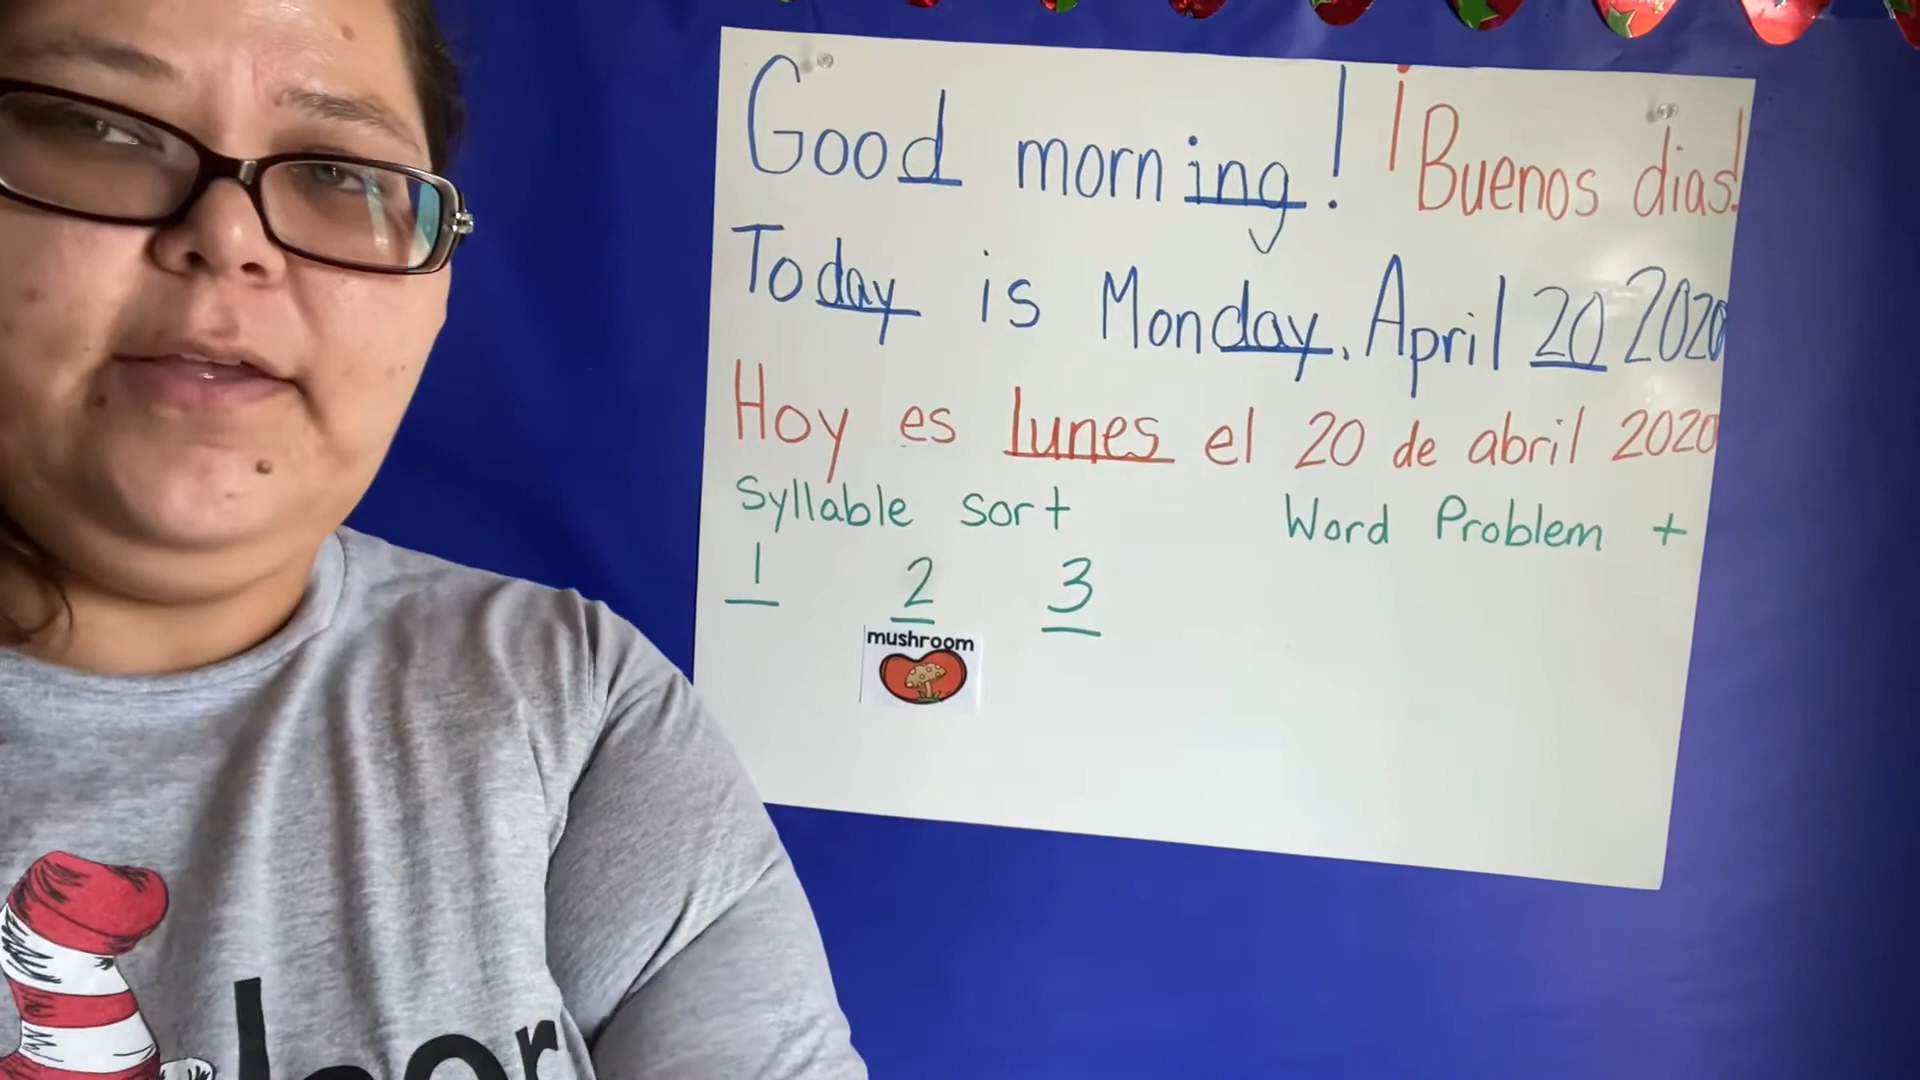 Good morning! ¡Buenos dias!
Today is Monday, April 20 2020
Hoy es lunes el 20 de abril 2020
Syllable sort
Word Problem +
1 2 3
mushroom